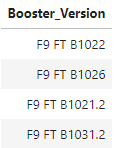 Booster_Version
F9 FT B1022
F9 FT B1026
F9 FT B1021.2
F9 FT B1031.2